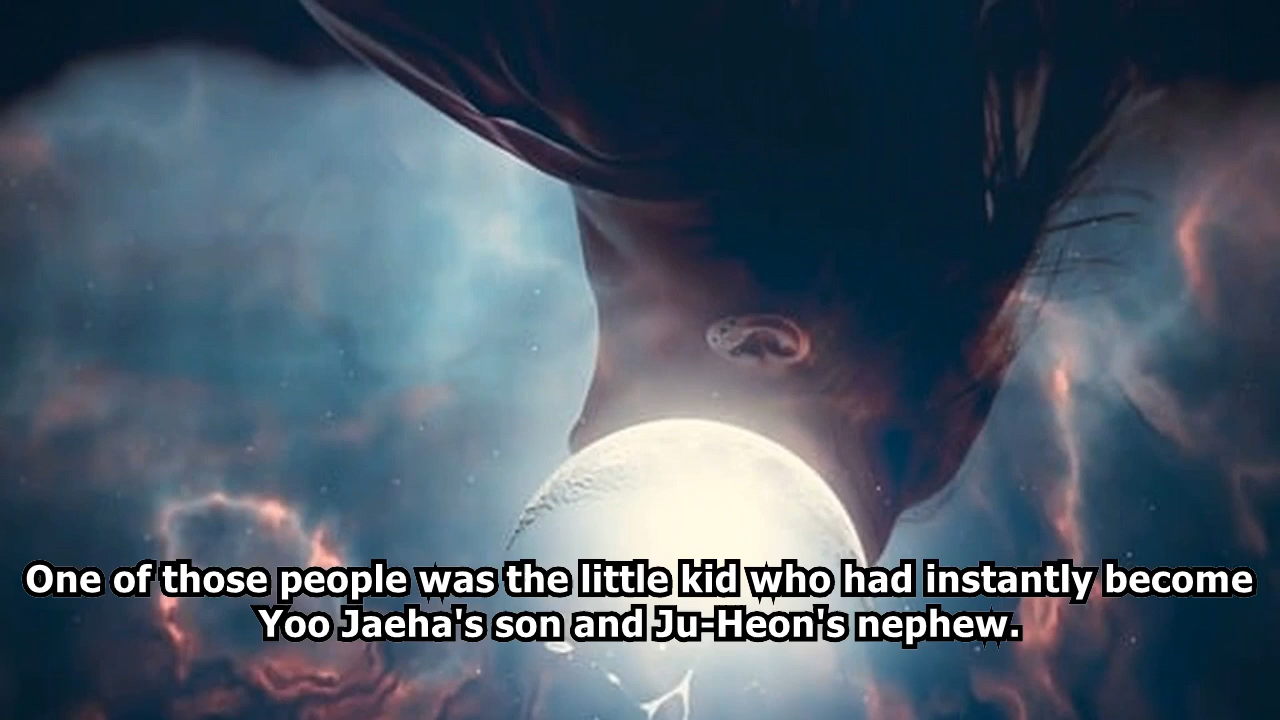 One of those people was the little kid who had instantly become
Yoo Jaeha's son and Ju-Heon's nephew.